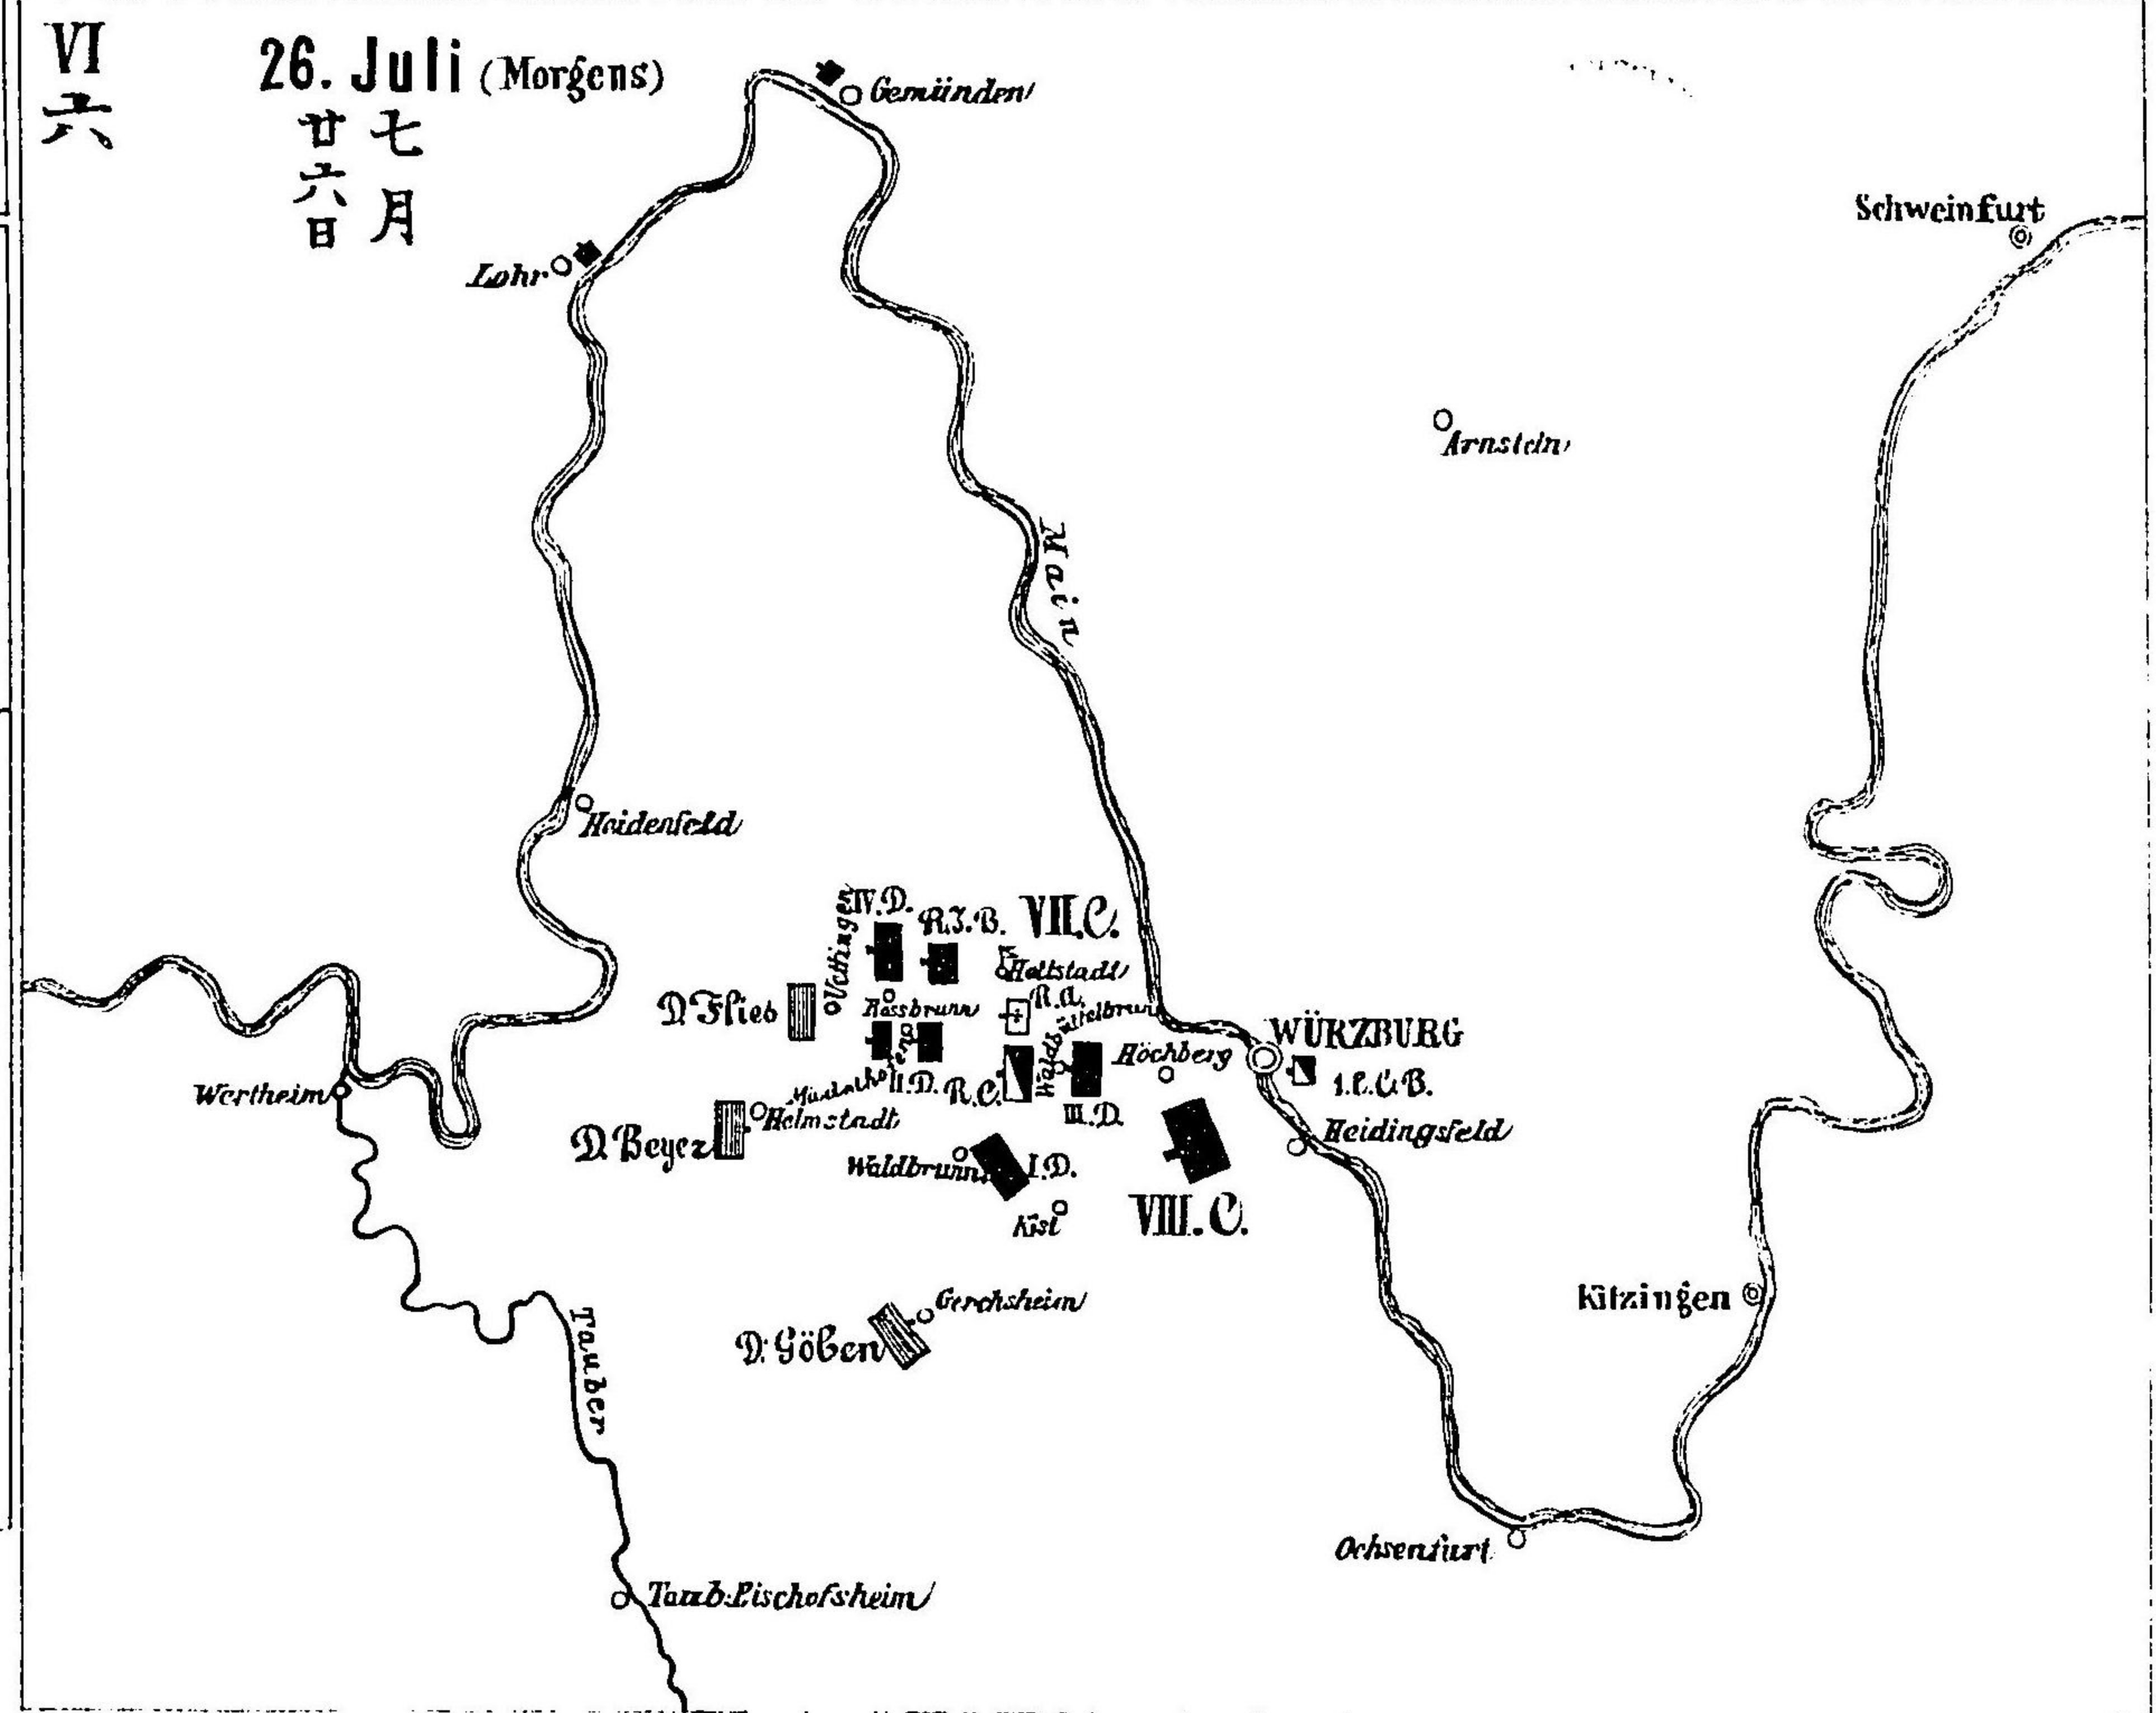 VI
六
26. Juli (Morgens)
七月
廿六日
Gemünden
Schweinfurt
Lohr
Arnstein
Main
Heidenfeld
IV. D.
R. I. B.
VII. C.
Uettingen
Hettstadt
D. Flies
Rossbrunn
R. A.
Waldbüttelbrun
WÜRZBURG
Höchberg
Wertheim
II. D.
R. C.
1. l. C. B.
III. D.
Helmstadt
D. Beyer
Heidingsfeld
Waldbrunn
I. D.
Kist
VIII. C.
Kitzingen
Gerchsheim
D. Göben
Tauber
Ochsenfurt
Taub. Bischofsheim